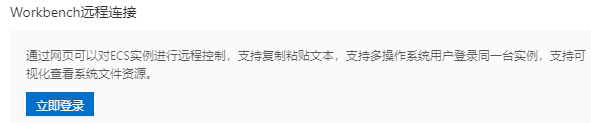 Workbench远程连接
通过网页可以对ECS实例进行远程控制，支持复制粘贴文本，支持多操作系统用户登录同一台实例，支持可
视化查看系统文件资源。
立即登录